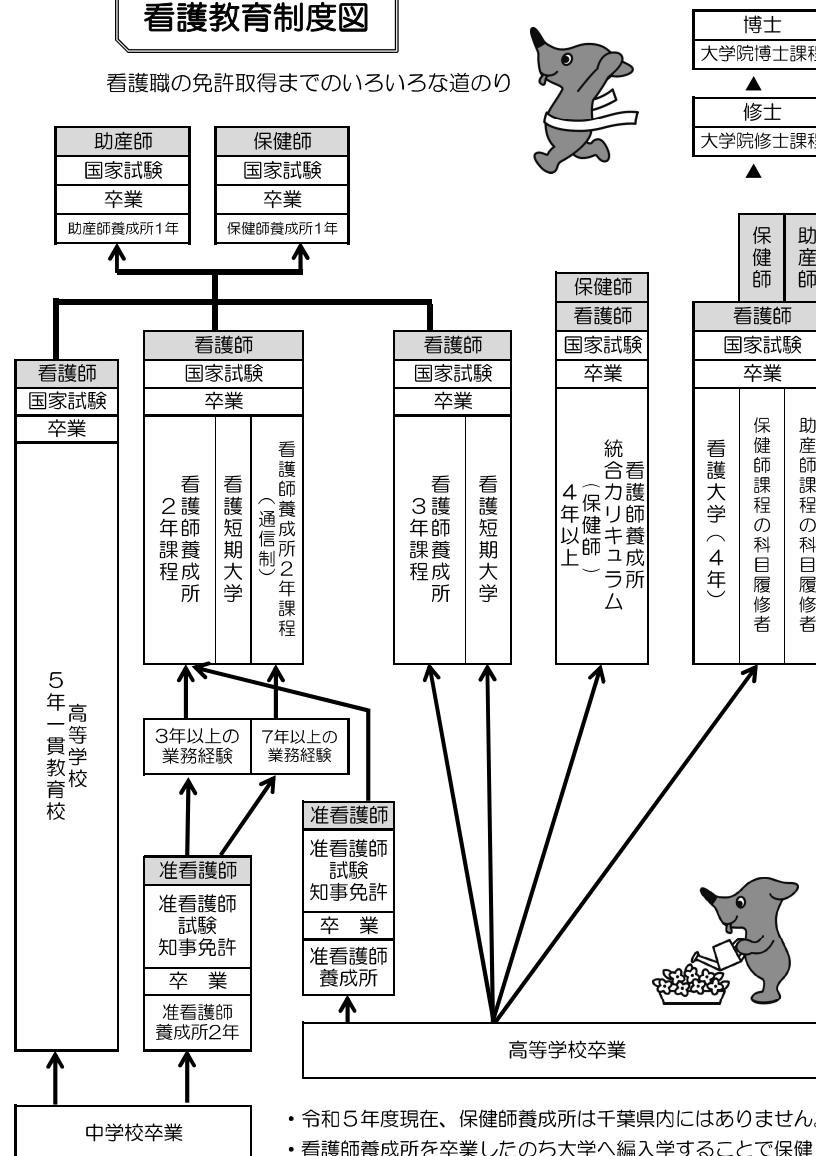 看護教育制度図
看護職の免許取得までのいろいろな道のり
博士
大学院博士課程
▲
修士
大学院修士課程
▲
助産師
国家試験
卒業
助産師養成所1年
保健師
国家試験
卒業
保健師養成所1年
看護師
国家試験
卒業
高等学校
5年一貫教育校
看護師
国家試験
卒業
看護師養成所
2年課程
看護短期大学
看護師養成所2年課程
（通信制）
看護師
国家試験
卒業
看護師養成所
3年課程
看護短期大学
保健師
看護師
国家試験
卒業
看護師養成所
統合カリキュラム
（保健師）
4年以上
保健師
助産師
看護師
国家試験
卒業
看護大学（4年）
保健師課程の科目履修者
助産師課程の科目履修者
3年以上の
業務経験
7年以上の
業務経験
准看護師
准看護師
試験
知事免許
卒　業
准看護師
養成所
准看護師
准看護師
試験
知事免許
卒　業
准看護師
養成所2年
高等学校卒業
中学校卒業
・令和5年度現在、保健師養成所は千葉県内にはありません。
・看護師養成所を卒業したのち大学へ編入学することで保健